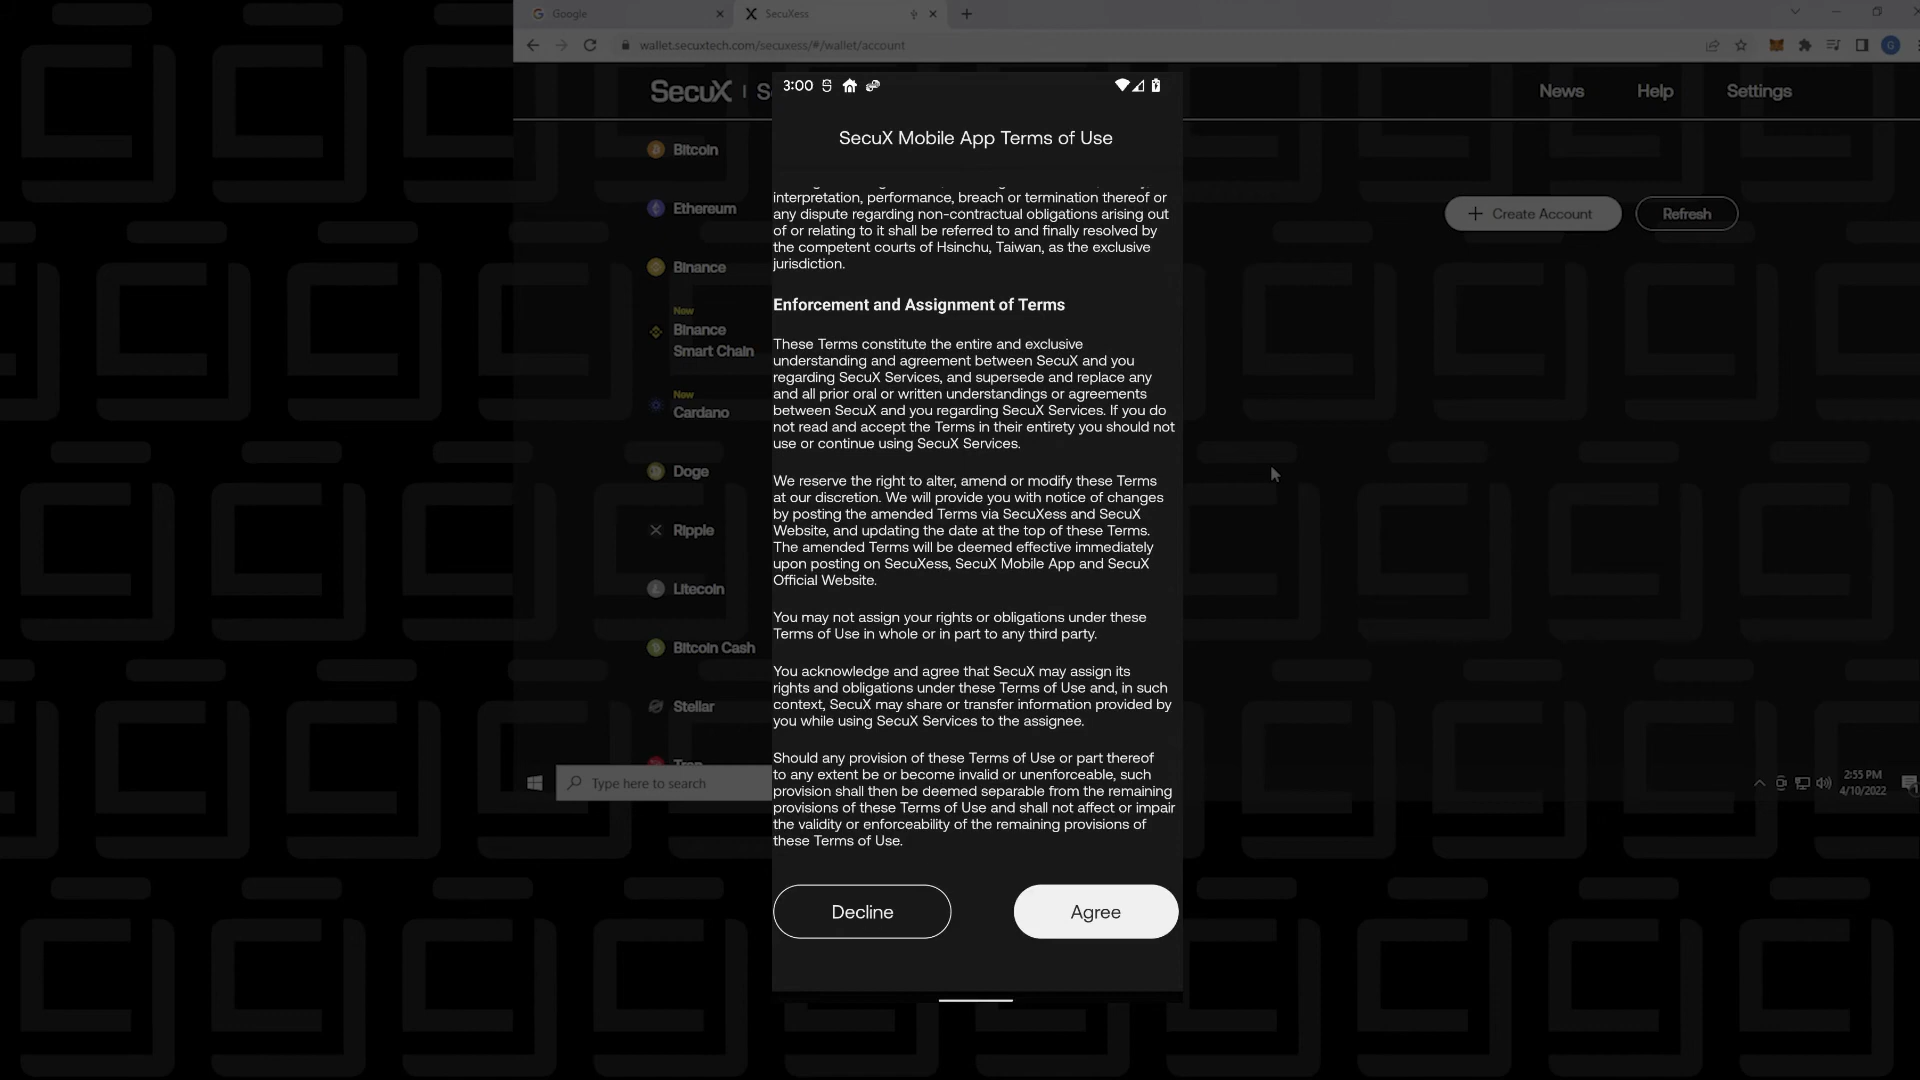 Google
SecuXess
wallet.secuxtech.com/secuxess/#/wallet/account
G
SecuX
News
Help
Settings
Bitcoin
Ethereum
Binance
New
Binance
Smart Chain
New
Cardano
Doge
Ripple
Litecoin
Bitcoin Cash
Stellar
Tron
Create Account
Refresh
3:00
SecuX Mobile App Terms of Use
interpretation, performance, breach or termination thereof or
any dispute regarding non-contractual obligations arising out
of or relating to it shall be referred to and finally resolved by
the competent courts of Hsinchu, Taiwan, as the exclusive
jurisdiction.
Enforcement and Assignment of Terms
These Terms constitute the entire and exclusive
understanding and agreement between SecuX and you
regarding SecuX Services, and supersede and replace any
and all prior oral or written understandings or agreements
between SecuX and you regarding SecuX Services. If you do
not read and accept the Terms in their entirety you should not
use or continue using SecuX Services.
We reserve the right to alter, amend or modify these Terms
at our discretion. We will provide you with notice of changes
by posting the amended Terms via SecuXess and SecuX
Website, and updating the date at the top of these Terms.
The amended Terms will be deemed effective immediately
upon posting on SecuXess, SecuX Mobile App and SecuX
Official Website.
You may not assign your rights or obligations under these
Terms of Use in whole or in part to any third party.
You acknowledge and agree that SecuX may assign its
rights and obligations under these Terms of Use and, in such
context, SecuX may share or transfer information provided by
you while using SecuX Services to the assignee.
Should any provision of these Terms of Use or part thereof
to any extent be or become invalid or unenforceable, such
provision shall then be deemed separable from the remaining
provisions of these Terms of Use and shall not affect or impair
the validity or enforceability of the remaining provisions of
these Terms of Use.
Decline
Agree
Type here to search
2:55 PM
4/10/2022